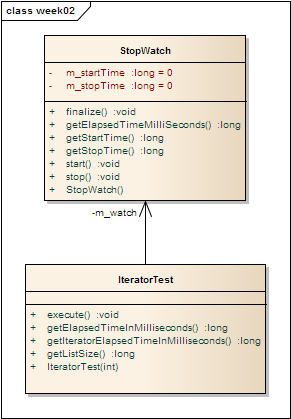 class week02
StopWatch
- m_startTime :long = 0
- m_stopTime :long = 0
+ finalize() :void
+ getElapsedTimeMilliSeconds() :long
+ getStartTime() :long
+ getStopTime() :long
+ start() :void
+ stop() :void
+ StopWatch()
-m_watch
IteratorTest
+ execute() :void
+ getElapsedTimeInMilliseconds() :long
+ getIteratorElapsedTimeInMilliseconds() :long
+ getListSize() :long
+ IteratorTest(int)